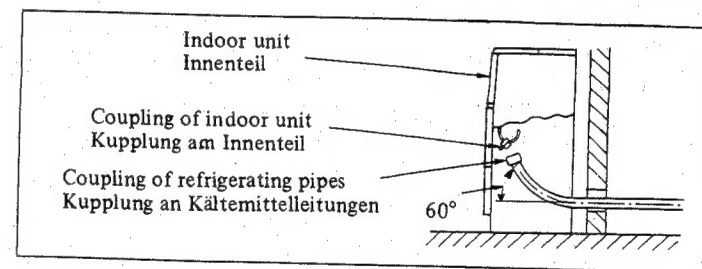 Indoor unit
Innenteil
Coupling of indoor unit
Kupplung am Innenteil
Coupling of refrigerating pipes
Kupplung an Kältemittelleitungen
60°